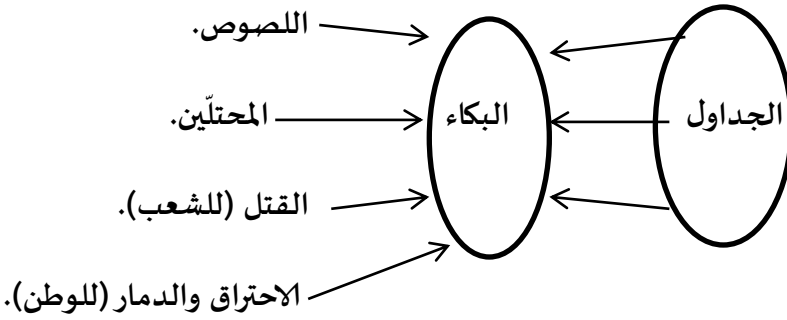 اللصوص.
الجداول
البكاء
المحتلّين.
القتل (للشعب).
الاحتراق والدمار (للوطن).